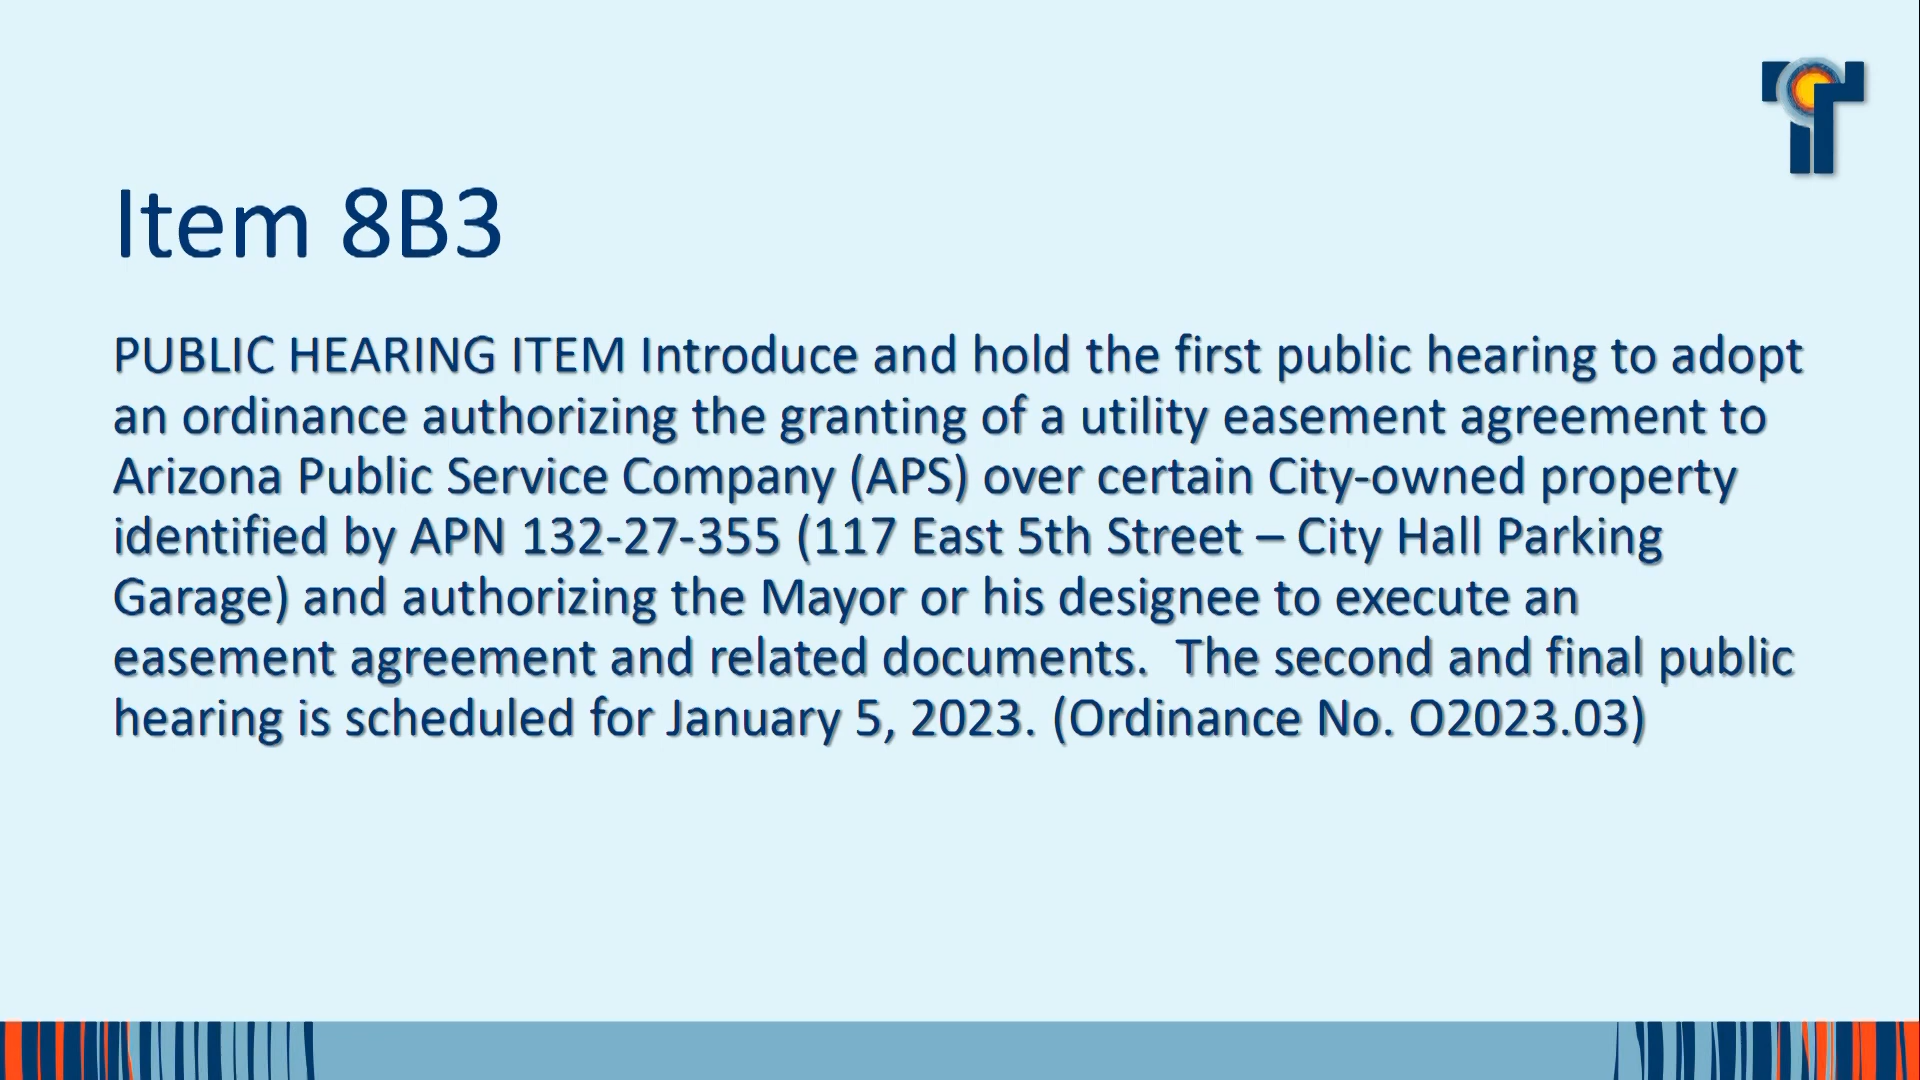 Item 8B3
PUBLIC HEARING ITEM Introduce and hold the first public hearing to adopt
an ordinance authorizing the granting of a utility easement agreement to
Arizona Public Service Company (APS) over certain City-owned property
identified by APN 132-27-355 (117 East 5th Street – City Hall Parking
Garage) and authorizing the Mayor or his designee to execute an
easement agreement and related documents.  The second and final public
hearing is scheduled for January 5, 2023. (Ordinance No. O2023.03)